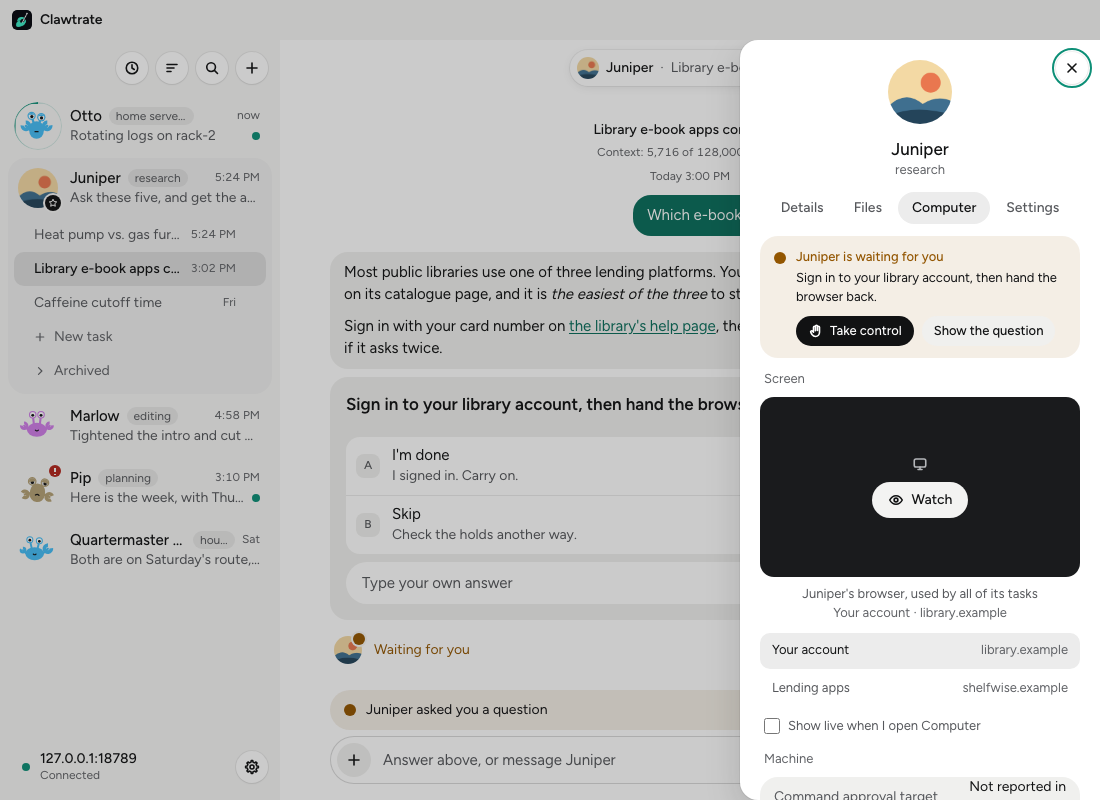 Clawtrate
Otto home serve... now
Rotating logs on rack-2
Juniper research 5:24 PM
Ask these five, and get the a...
Heat pump vs. gas fur... 5:24 PM
Library e-book apps c... 3:02 PM
Caffeine cutoff time Fri
+ New task
Archived
Marlow editing 4:58 PM
Tightened the intro and cut ...
Pip planning 3:10 PM
Here is the week, with Thu...
Quartermaster ... hou... Sat
Both are on Saturday's route,...
127.0.0.1:18789
Connected
Juniper · Library e-b
Library e-book apps co
Context: 5,716 of 128,000
Today 3:00 PM
Which e-book
Most public libraries use one of three lending platforms. You
on its catalogue page, and it is the easiest of the three to st
Sign in with your card number on the library's help page, the
if it asks twice.
Sign in to your library account, then hand the brows
A I'm done
I signed in. Carry on.
B Skip
Check the holds another way.
Type your own answer
Waiting for you
Juniper asked you a question
Answer above, or message Juniper
Juniper
research
Details Files Computer Settings
Juniper is waiting for you
Sign in to your library account, then hand the
browser back.
Take control Show the question
Screen
Watch
Juniper's browser, used by all of its tasks
Your account · library.example
Your account library.example
Lending apps shelfwise.example
Show live when I open Computer
Machine
Command approval target Not reported in